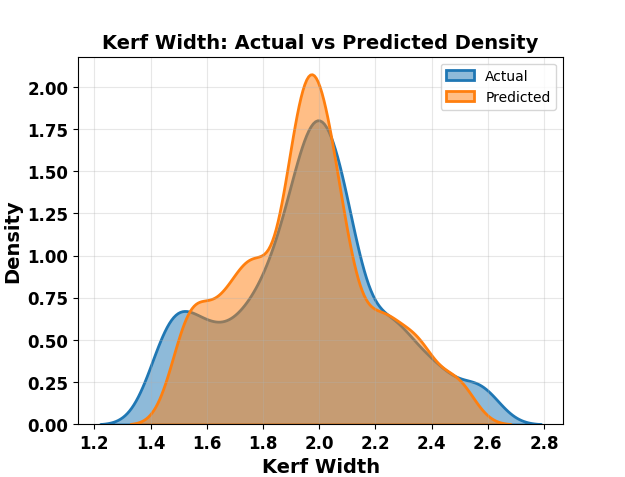 Kerf Width: Actual vs Predicted Density
Actual
Predicted
Density
2.00
1.75
1.50
1.25
1.00
0.75
0.50
0.25
0.00
1.2 1.4 1.6 1.8 2.0 2.2 2.4 2.6 2.8
Kerf Width